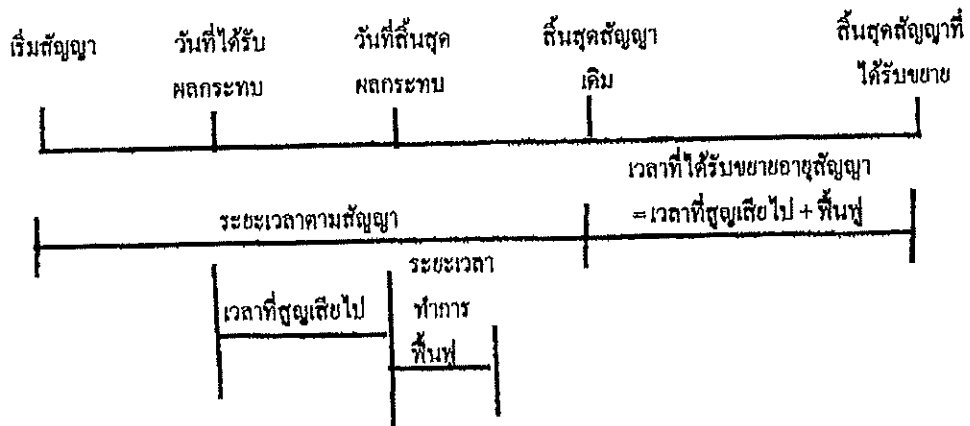 เริ่มสัญญา
วันที่ได้รับ
ผลกระทบ
วันที่สิ้นสุด
ผลกระทบ
สิ้นสุดสัญญา
เดิม
สิ้นสุดสัญญาที่
ได้รับขยาย
เวลาที่ได้รับขยายอายุสัญญา
=เวลาที่สูญเสียไป + ฟื้นฟู
ระยะเวลาตามสัญญา
เวลาที่สูญเสียไป
ระยะเวลา
ทำการ
ฟื้นฟู